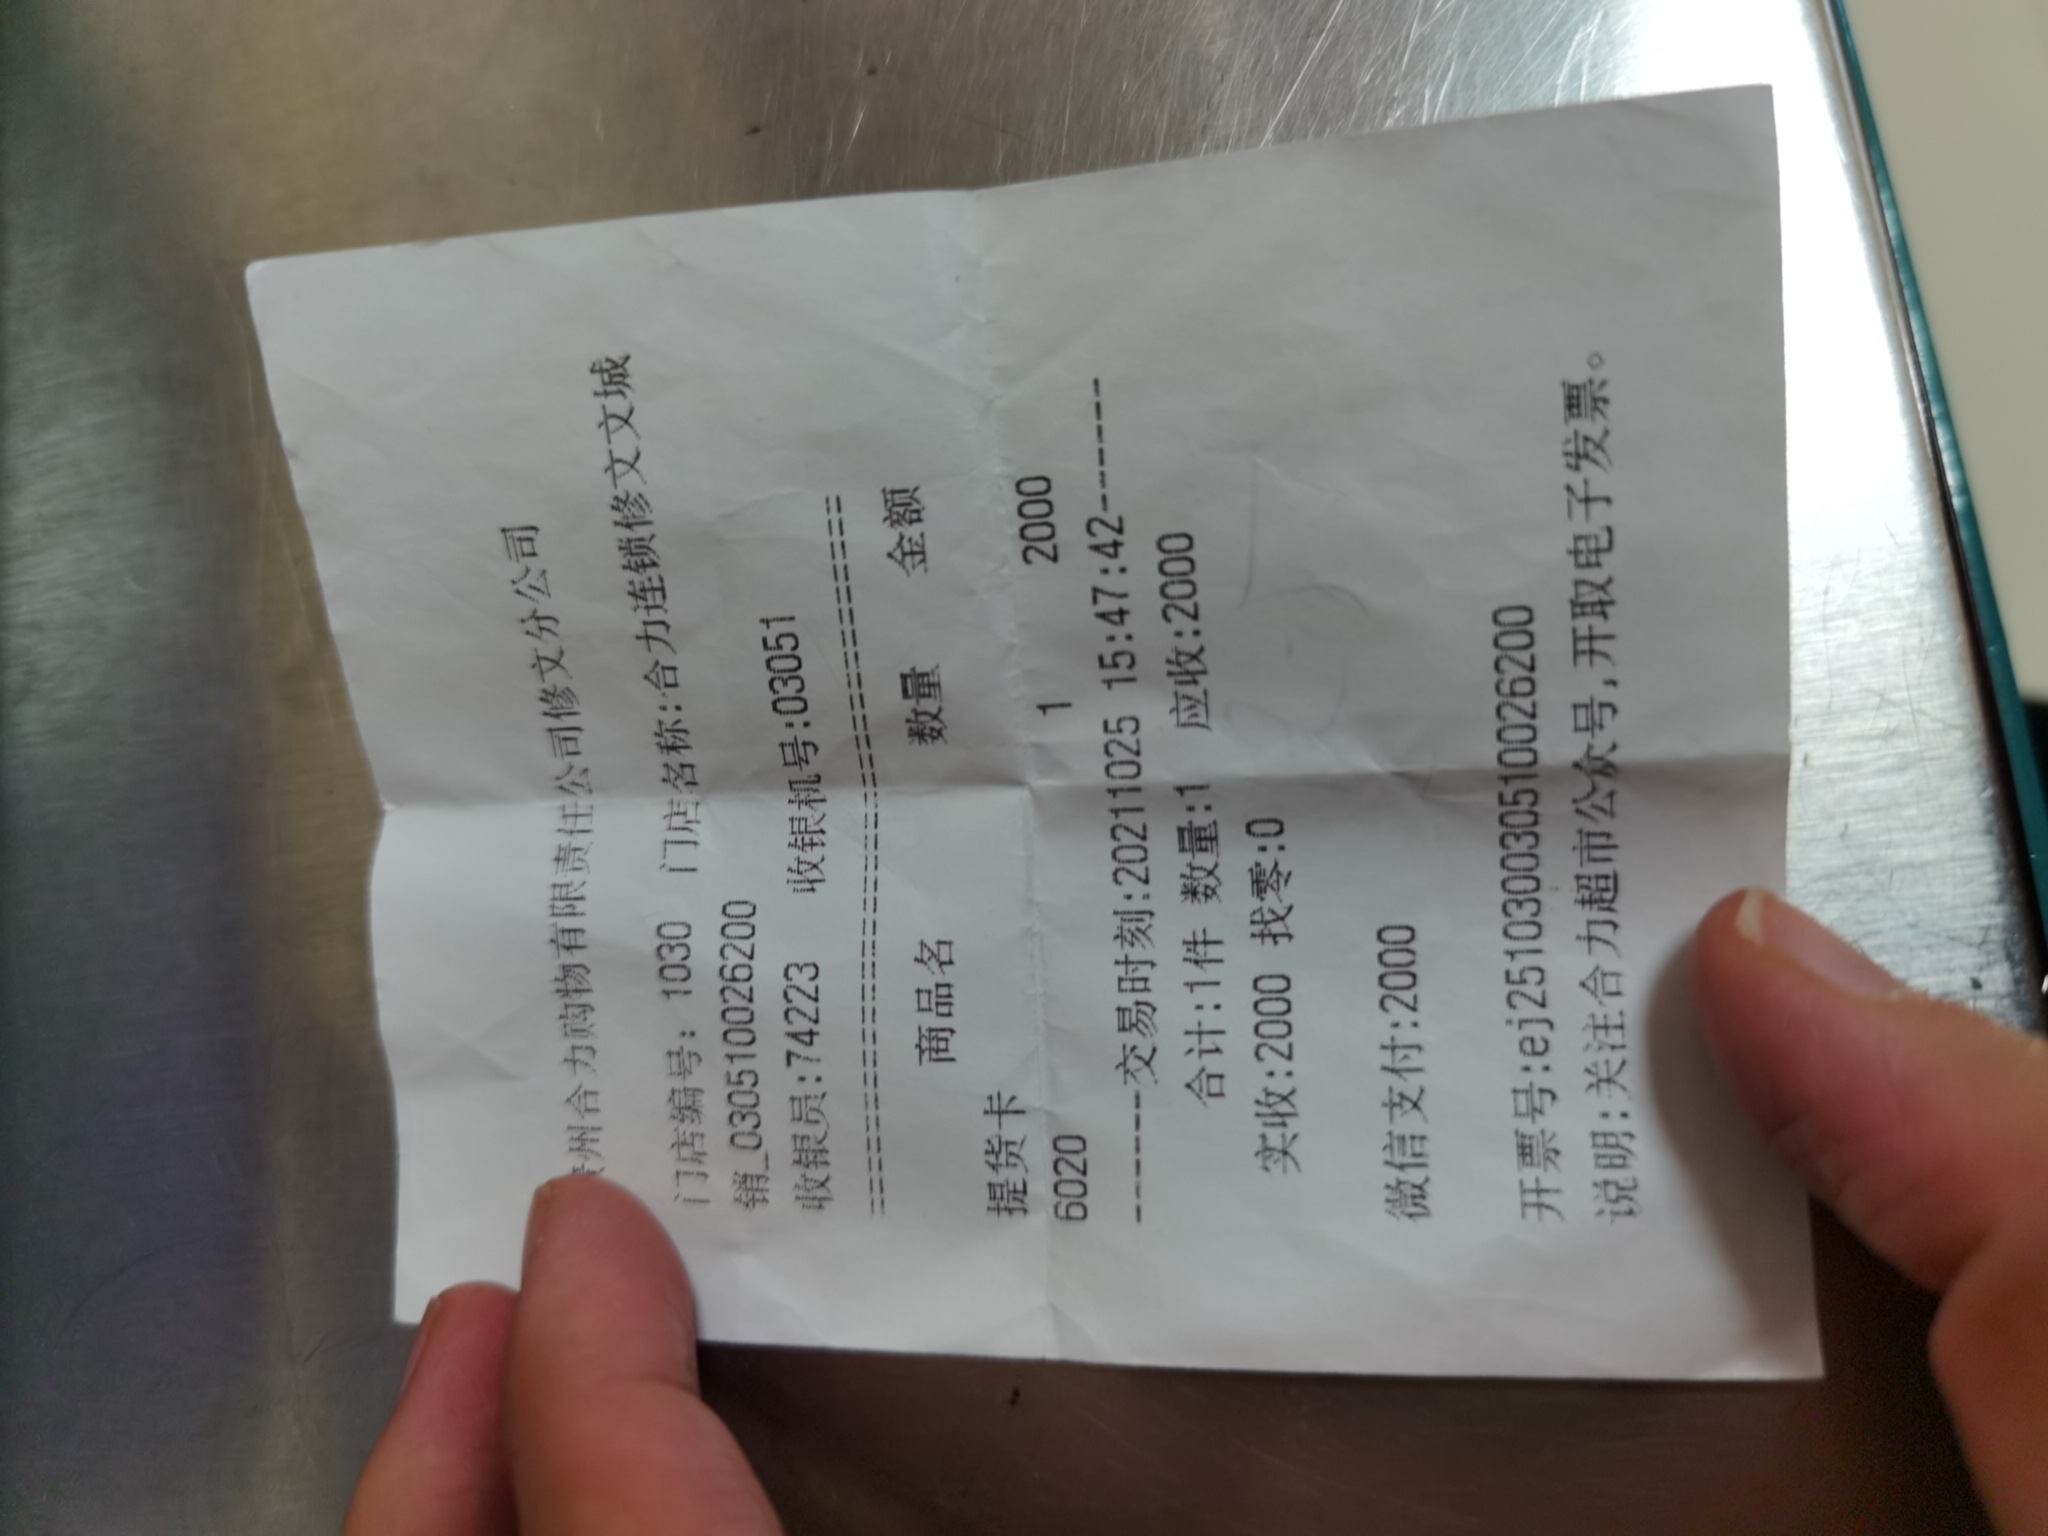 贵州合力购物有限责任公司修文分公司
门店编号: 1030 门店名称:合力连锁修文文城
销_030510026200
收银员:74223 收银机号:03051
==========================================
商品名 数量 金额
提货卡
6020 1 2000
-------交易时刻:20211025 15:47:42-------
合计:1件 数量:1 应收:2000
实收:2000 找零:0
微信支付:2000
开票号:ej251030030510026200
说明:关注合力超市公众号,开取电子发票。